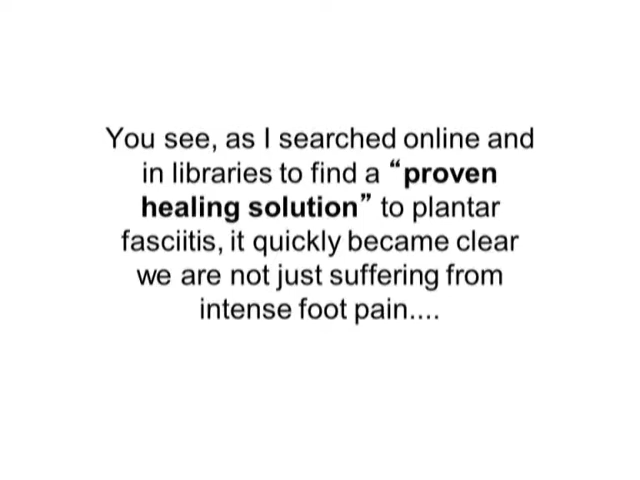 You see, as I searched online and
in libraries to find a “proven
healing solution” to plantar
fasciitis, it quickly became clear
we are not just suffering from
intense foot pain....